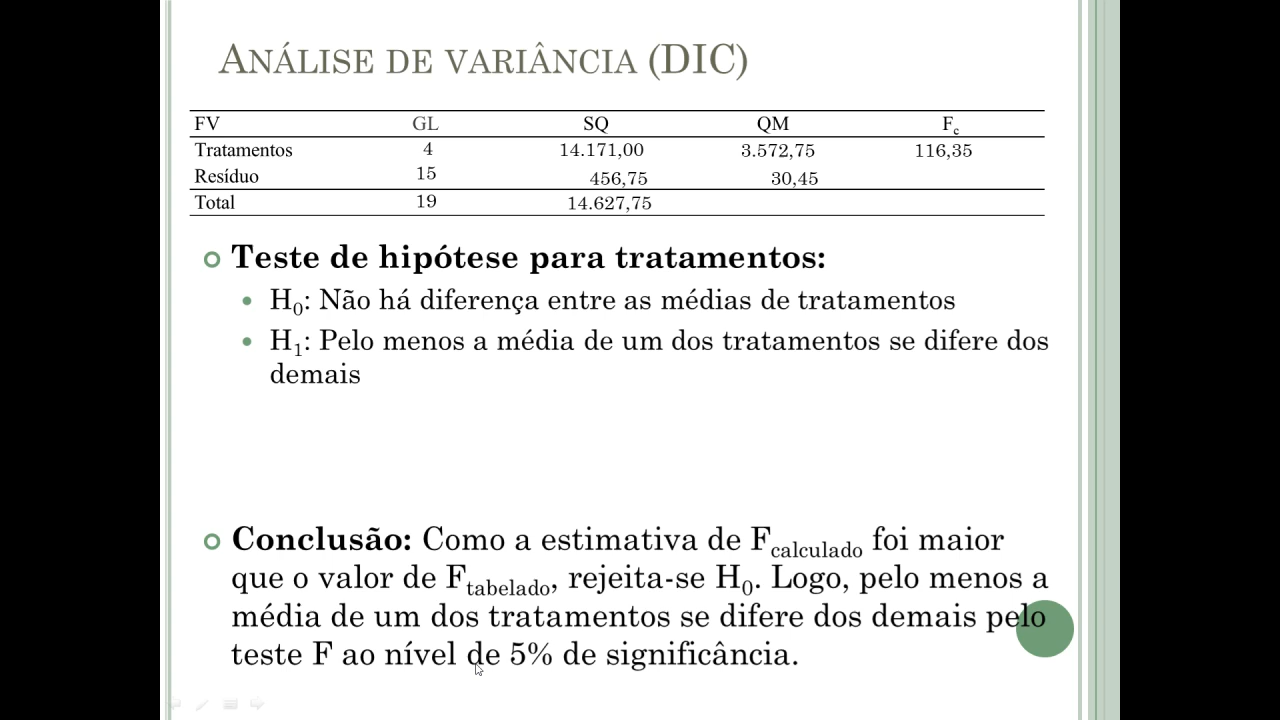 ANÁLISE DE VARIÂNCIA (DIC)
FV GL SQ QM Fc
Tratamentos 4 14.171,00 3.572,75 116,35
Resíduo 15 456,75 30,45
Total 19 14.627,75
Teste de hipótese para tratamentos:
H0: Não há diferença entre as médias de tratamentos
H1: Pelo menos a média de um dos tratamentos se difere dos
demais
Conclusão: Como a estimativa de Fcalculado foi maior
que o valor de Ftabelado, rejeita-se H0. Logo, pelo menos a
média de um dos tratamentos se difere dos demais pelo
teste F ao nível de 5% de significância.